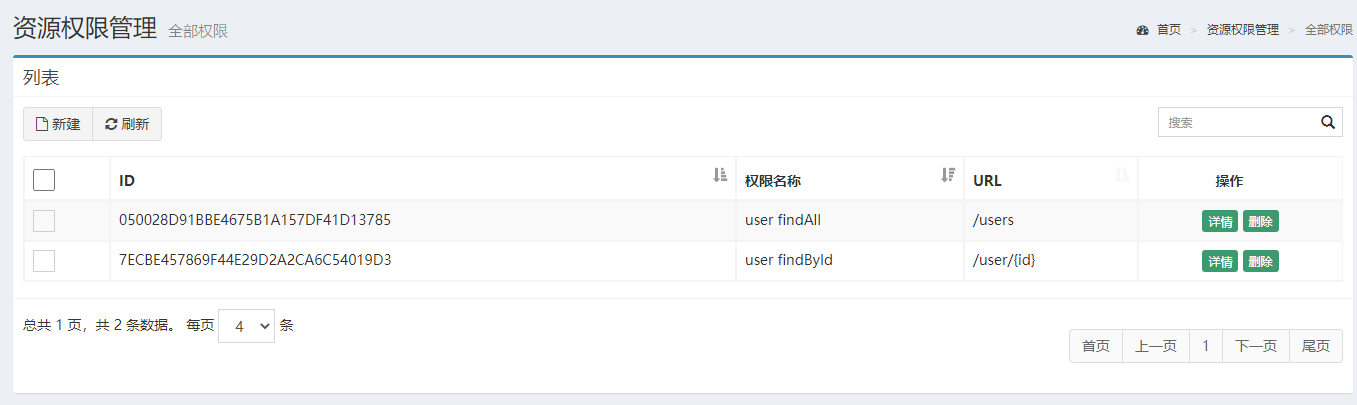 资源权限管理 全部权限
首页 > 资源权限管理 > 全部权限
列表
新建 刷新
搜索
ID 权限名称 URL 操作
050028D91BBE4675B1A157DF41D13785 user findAll /users 详情 删除
7ECBE457869F44E29D2A2CA6C54019D3 user findById /user/{id} 详情 删除
总共 1 页，共 2 条数据。 每页 4 条
首页 上一页 1 下一页 尾页